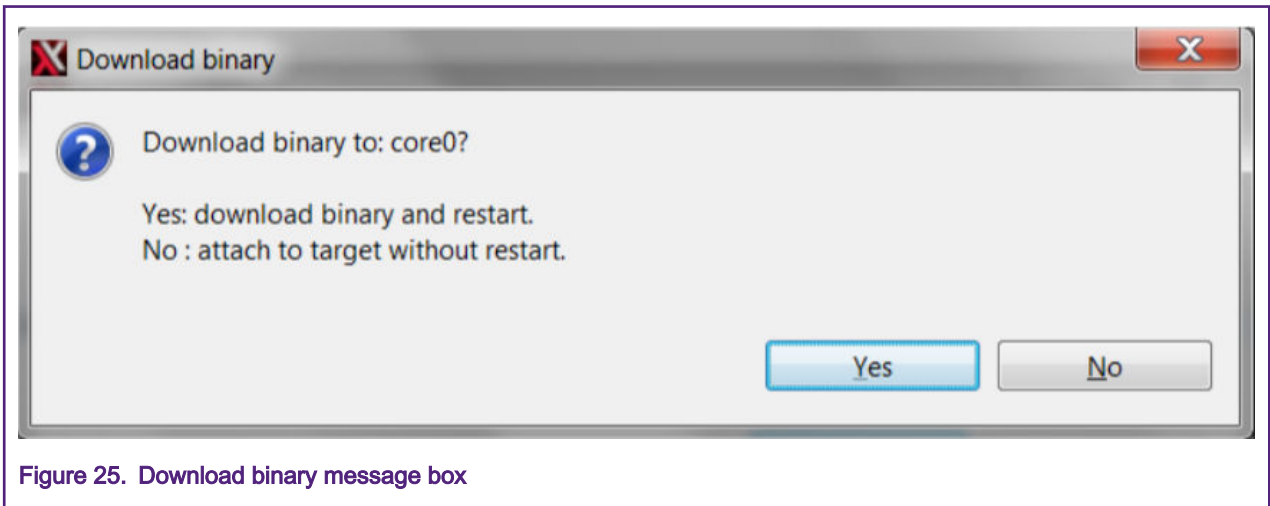 Download binary
Download binary to: core0?
Yes: download binary and restart.
No : attach to target without restart.
Yes
No
Figure 25. Download binary message box